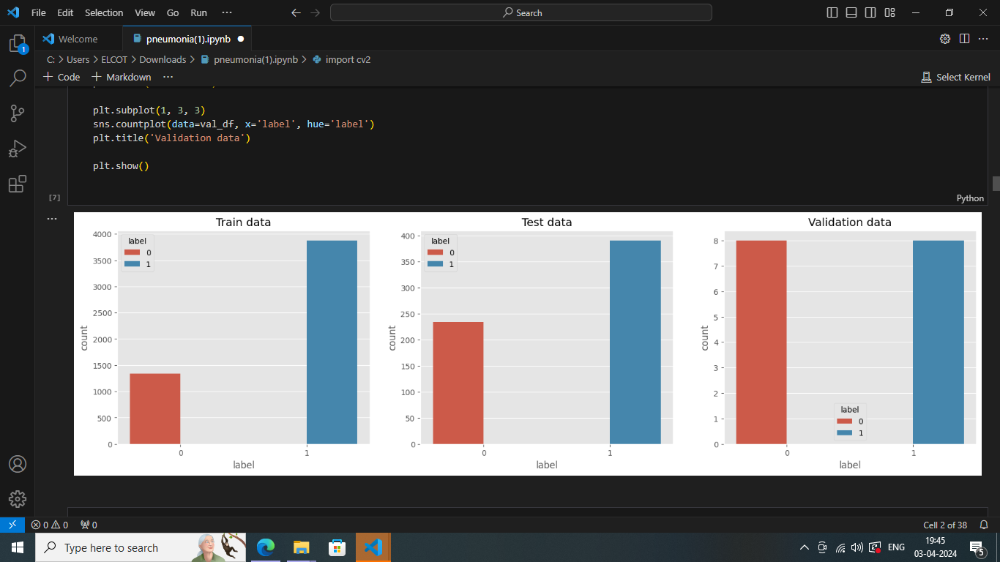 File Edit Selection View Go Run ···
Search
Welcome
pneumonia(1).ipynb
C: > Users > ELCOT > Downloads > pneumonia(1).ipynb > import cv2
+ Code + Markdown ···
Select Kernel
plt.subplot(1, 3, 3)
sns.countplot(data=val_df, x='label', hue='label')
plt.title('Validation data')
plt.show()
[7]
Python
Train data
label
0
1
4000
3500
3000
2500
2000
1500
1000
500
0
count
0 1
label
Test data
label
0
1
400
350
300
250
200
150
100
50
0
count
0 1
label
Validation data
8
7
6
5
4
3
2
1
0
count
label
0
1
0 1
label
1
0 0 0
Cell 2 of 38
Type here to search
ENG
19:45
03-04-2024
5